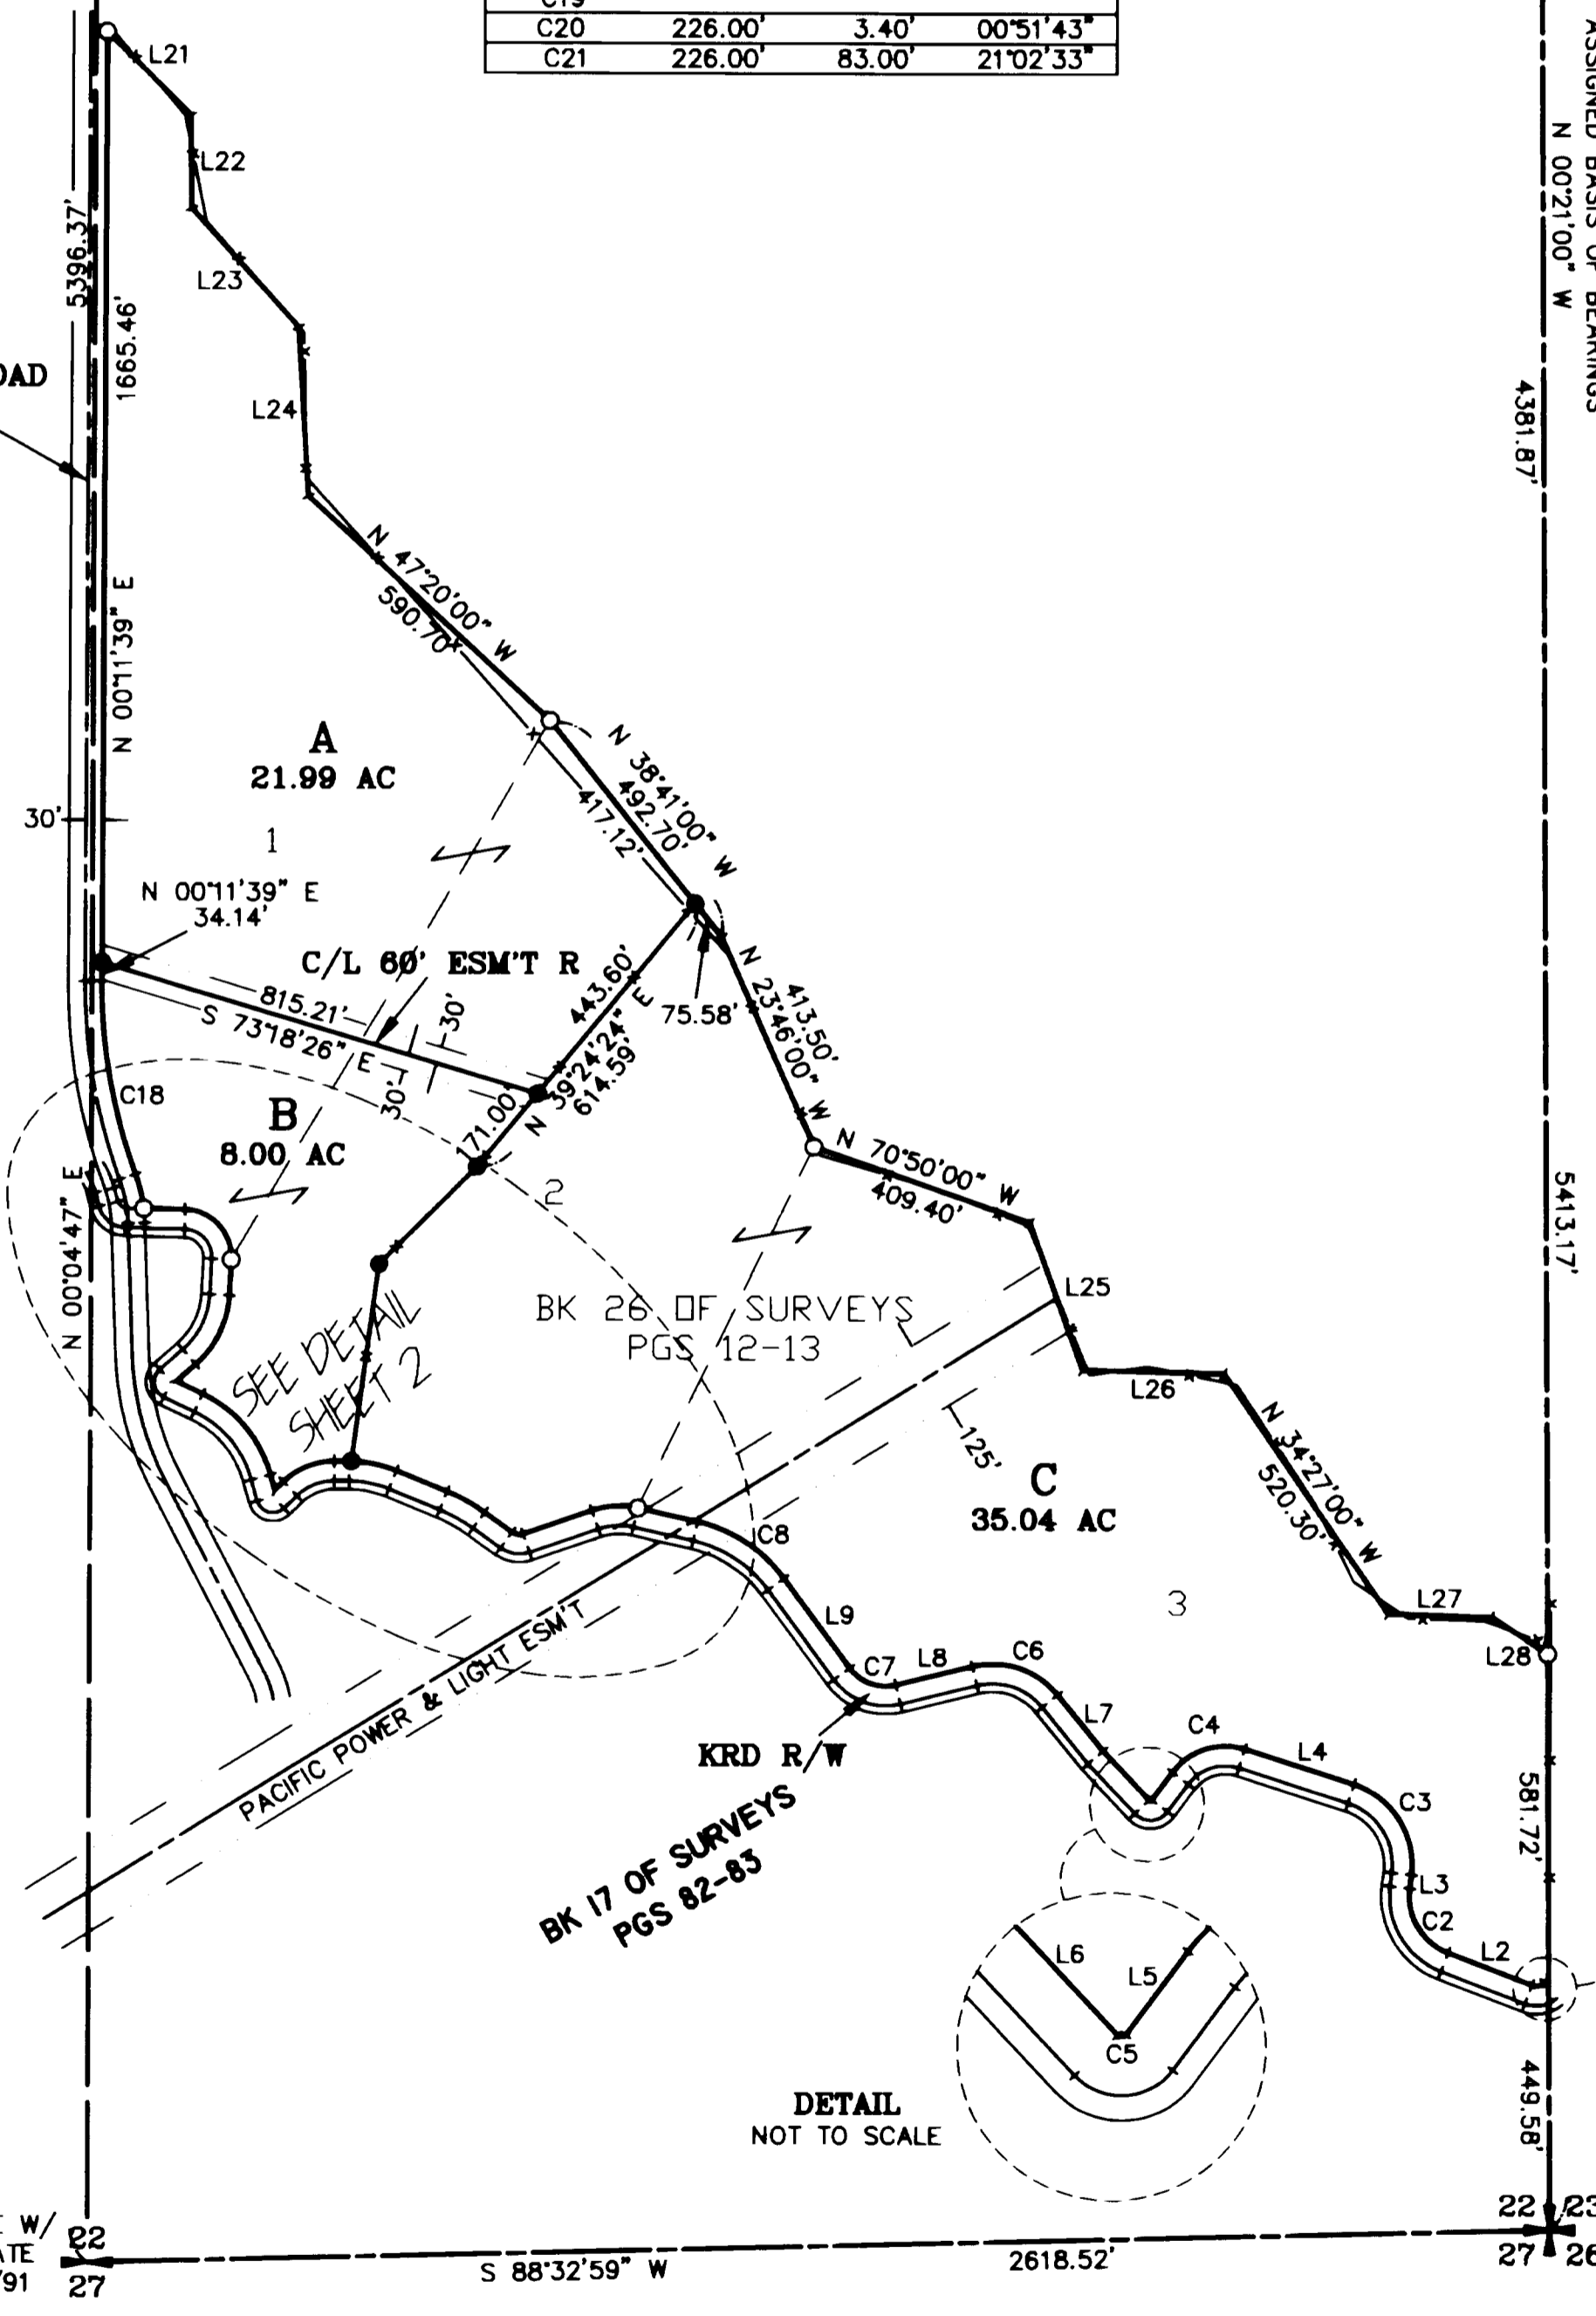 C19
C20 226.00' 3.40' 00°51'43"
C21 226.00' 83.00' 21°02'33"
ASSIGNED BASIS OF BEARINGS
N 00°21'00" W
4381.87'
5413.17'
581.72'
449.58'
L21
L22
L23
L24
5396.37'
1665.46'
N 00°11'39" E
N 47°20'00" W
590.70'
A
21.99 AC
1
30'
N 00°11'39" E
34.14'
N 38°41'00" W
492.70'
417.12'
C/L 60' ESM'T R
815.21'
S 73°18'26" E
30'
30'
443.60'
N 39°24'24" E
614.59'
171.00'
75.58'
413.50'
N 23°46'00" W
C18
B
8.00 AC
N 00°04'47" E
2
N 70°50'00" W
409.40'
L25
BK 26 OF SURVEYS
PGS 12-13
SEE DETAIL
SHEET 2
L26
125'
C
35.04 AC
N 34°27'00" W
520.30'
3
L27
L28
C8
L9
C7
L8
C6
L7
C4
L4
C3
L3
C2
L2
PACIFIC POWER & LIGHT ESM'T
KRD R/W
BK 17 OF SURVEYS
PGS 82-83
L6
L5
C5
DETAIL
NOT TO SCALE
W/
22
27
S 88°32'59" W
2618.52'
22
23
27
26